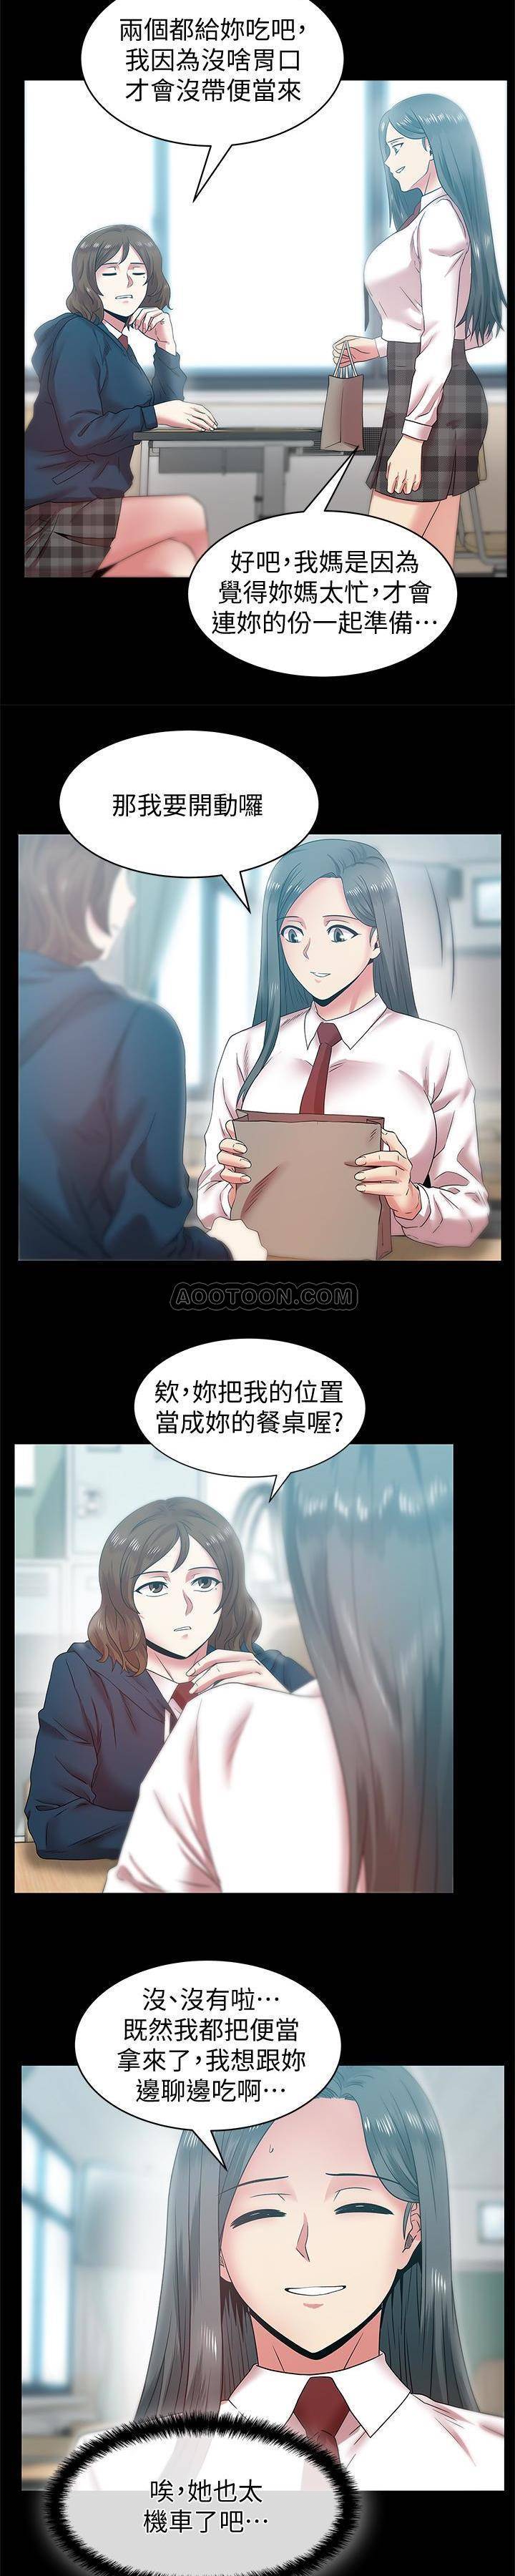 兩個都給妳吃吧,
我因為沒啥胃口
才會沒帶便當來
好吧,我媽是因為
覺得妳媽太忙,才會
連妳的份一起準備…
那我要開動囉
AOOTOON.COM
欸,妳把我的位置
當成妳的餐桌喔?
沒、沒有啦…
既然我都把便當
拿來了,我想跟妳
邊聊邊吃啊…
唉,她也太
機車了吧…